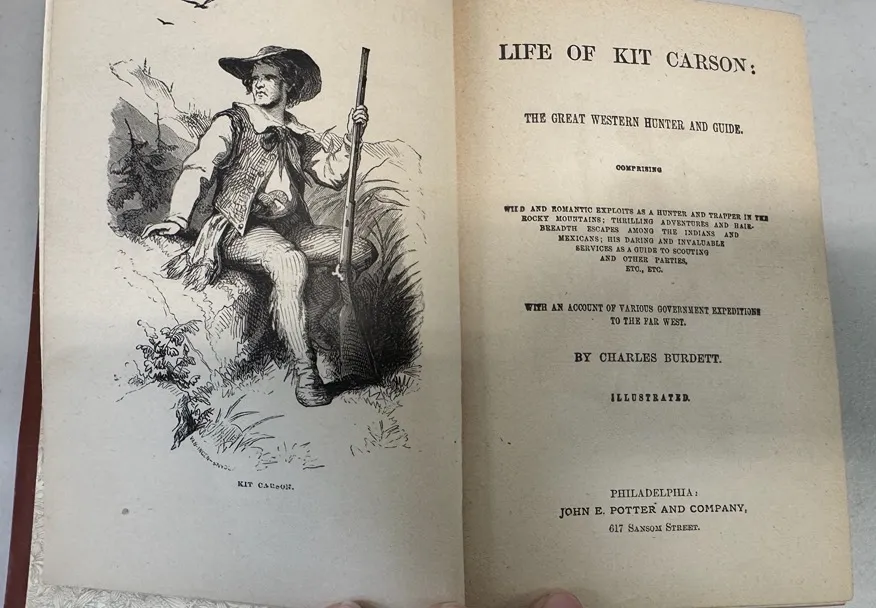 KIT CARSON.
LIFE OF KIT CARSON:
THE GREAT WESTERN HUNTER AND GUIDE.
COMPRISING
WILD AND ROMANTIC EXPLOITS AS A HUNTER AND TRAPPER IN THE
ROCKY MOUNTAINS; THRILLING ADVENTURES AND HAIR-
BREADTH ESCAPES AMONG THE INDIANS AND
MEXICANS; HIS DARING AND INVALUABLE
SERVICES AS A GUIDE TO SCOUTING
AND OTHER PARTIES,
ETC., ETC.
WITH AN ACCOUNT OF VARIOUS GOVERNMENT EXPEDITIONS
TO THE FAR WEST.
BY CHARLES BURDETT.
ILLUSTRATED.
PHILADELPHIA:
JOHN E. POTTER AND COMPANY,
617 SANSOM STREET.